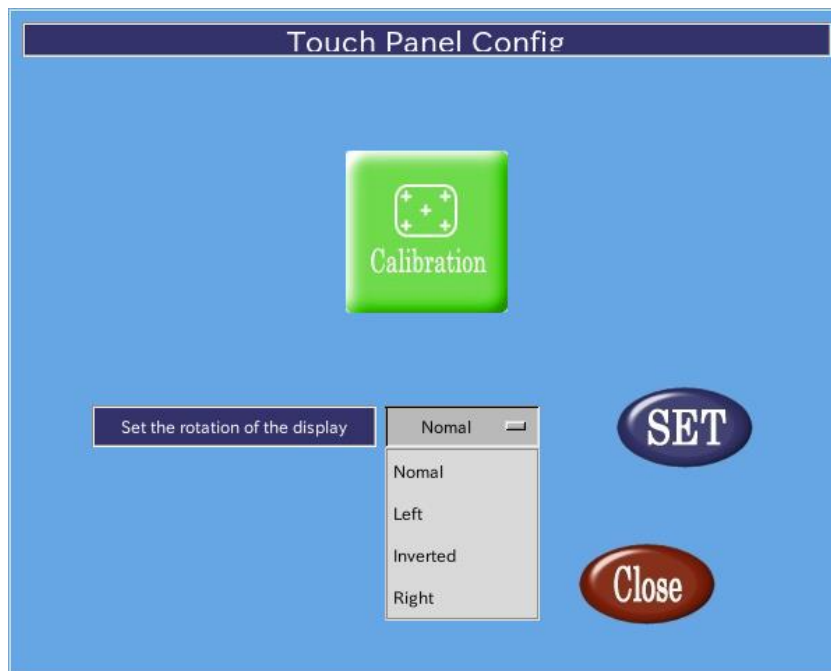 Touch Panel Config
Calibration
Set the rotation of the display
Nomal
SET
Nomal
Left
Inverted
Right
Close